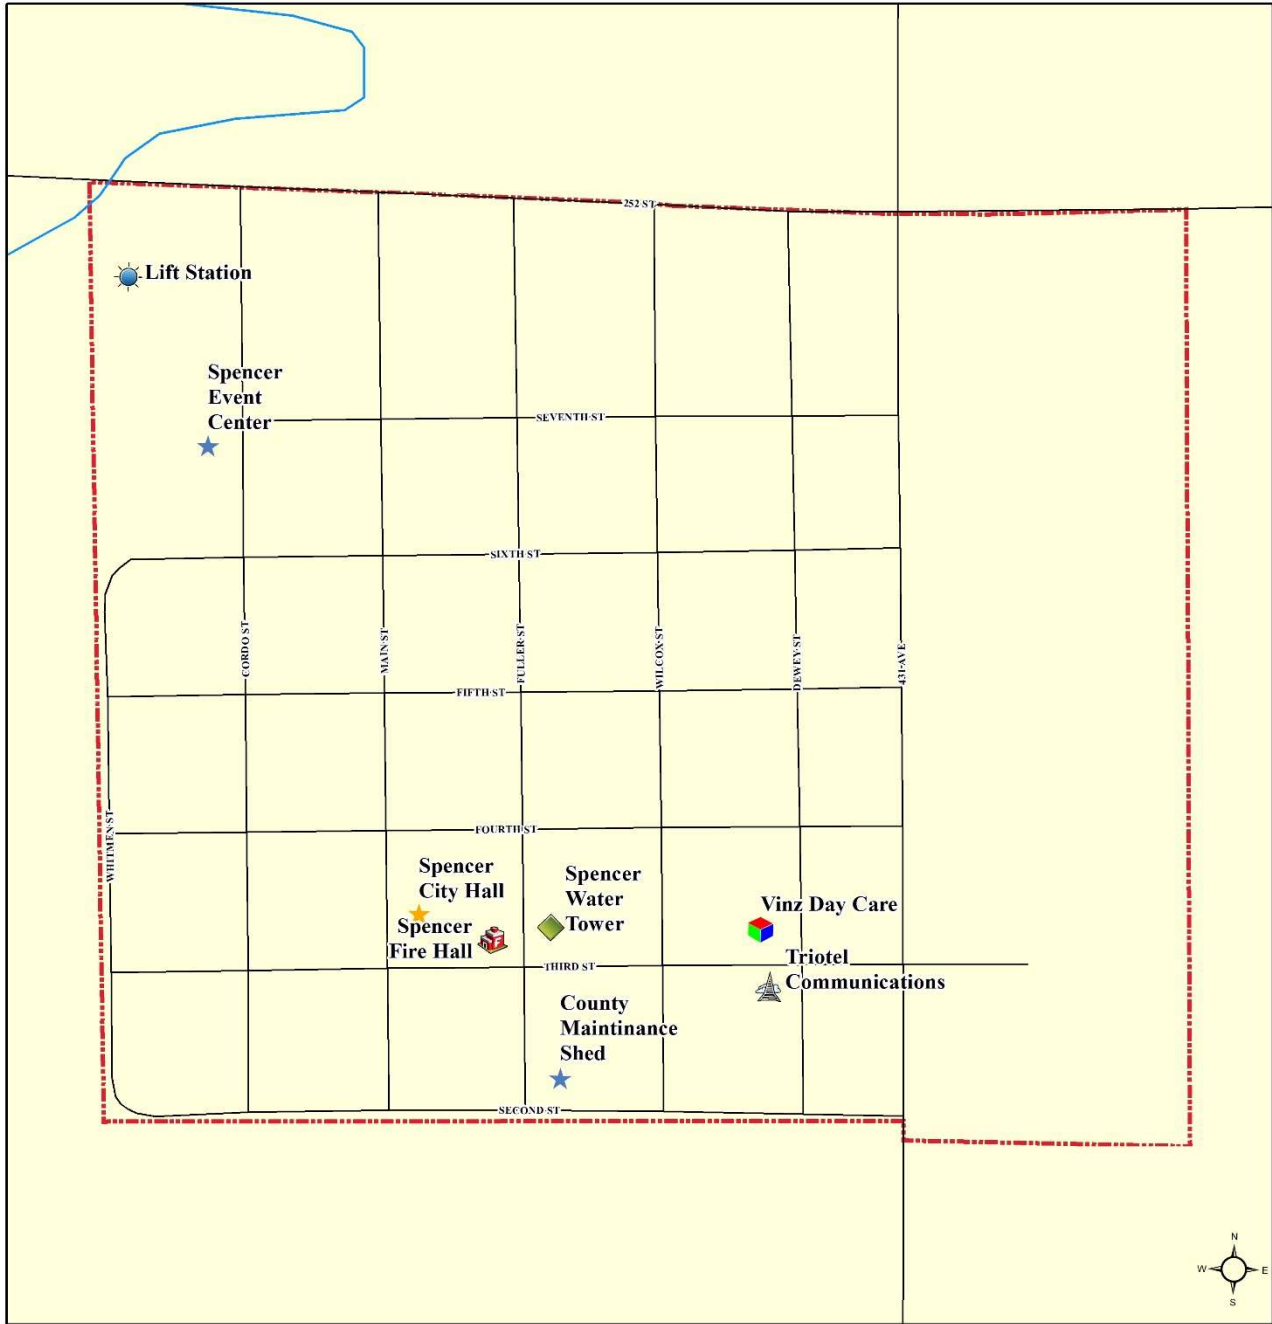 252 ST
Lift Station
Spencer
Event
Center
SEVENTH ST
SIXTH ST
CORDO ST
MAIN ST
FULLER ST
WILCOX ST
DEWEY ST
431 AVE
FIFTH ST
WHITMEN ST
FOURTH ST
Spencer
City Hall
Spencer
Fire Hall
F
Spencer
Water
Tower
Vinz Day Care
THIRD ST
Triotel
Communications
County
Maintinance
Shed
SECOND ST
N
W E
S